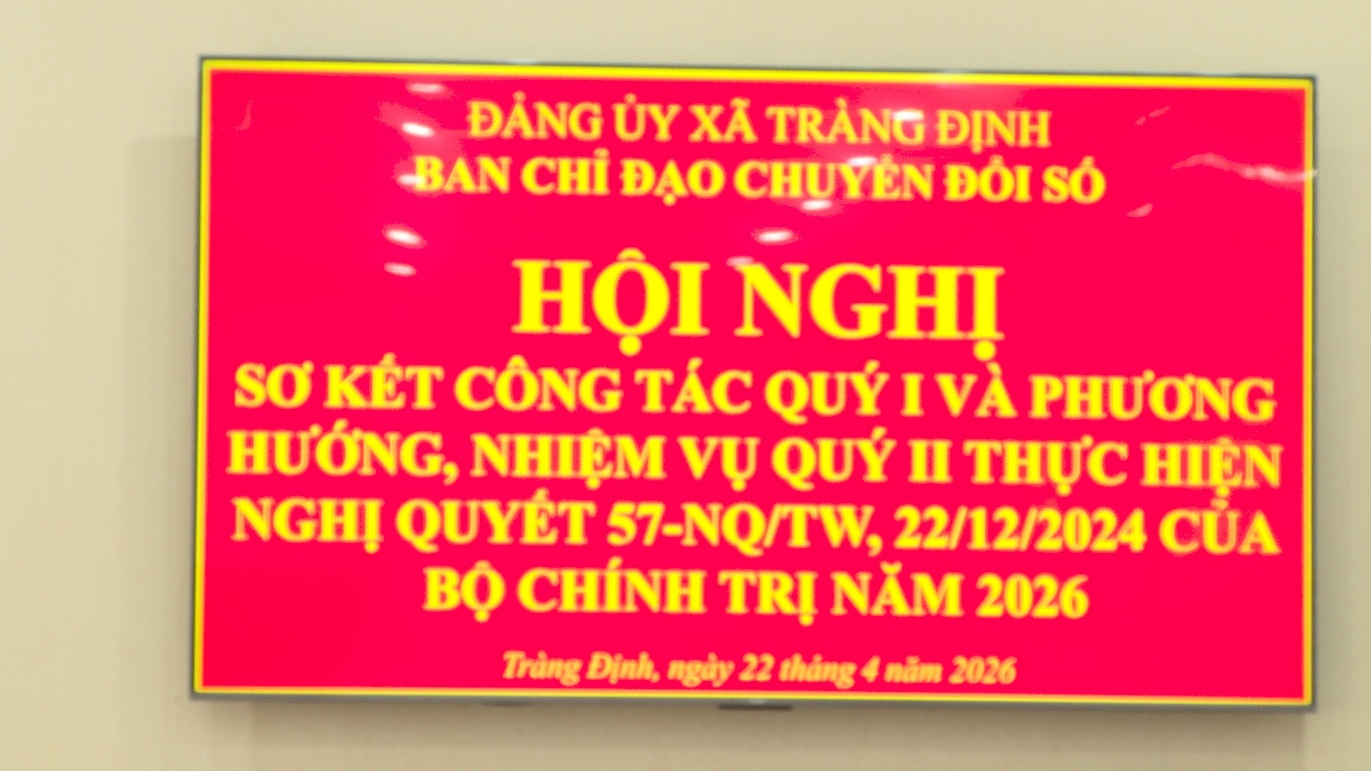 ĐẢNG ỦY XÃ TRÀNG ĐỊNH
BAN CHỈ ĐẠO CHUYỂN ĐỔI SỐ
HỘI NGHỊ
SƠ KẾT CÔNG TÁC QUÝ I VÀ PHƯƠNG
HƯỚNG, NHIỆM VỤ QUÝ II THỰC HIỆN
NGHỊ QUYẾT 57-NQ/TW, 22/12/2024 CỦA
BỘ CHÍNH TRỊ NĂM 2026
Tràng Định, ngày 22 tháng 4 năm 2026